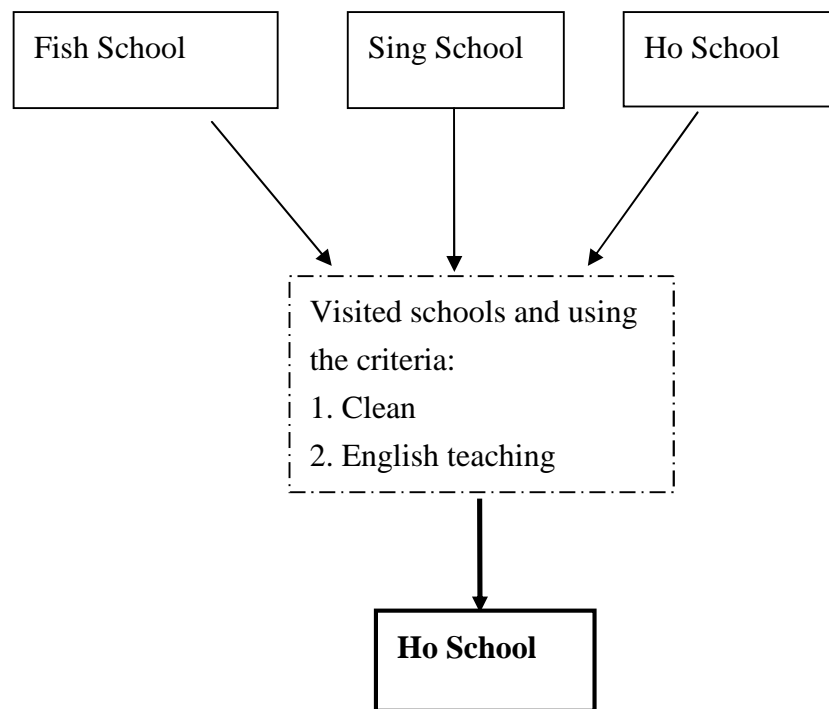 Fish School
Sing School
Ho School
Visited schools and using
the criteria:
1. Clean
2. English teaching
Ho School